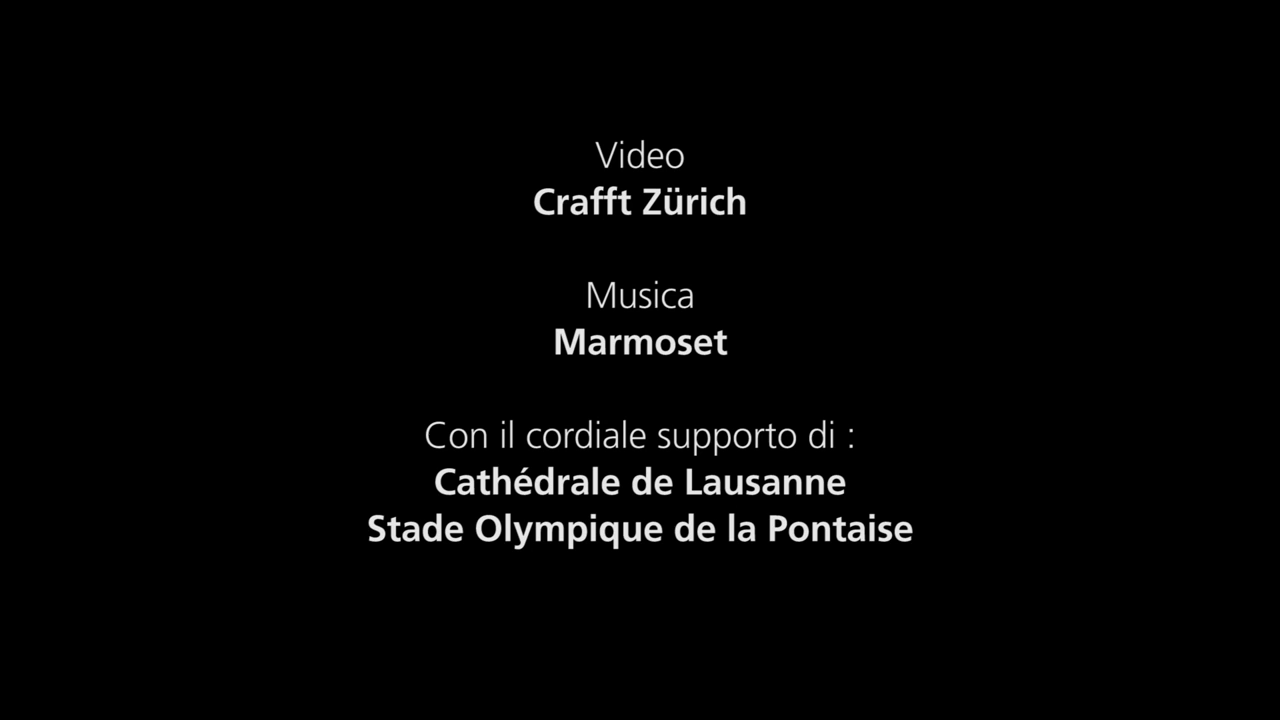 Video
Crafft Zürich
Musica
Marmoset
Con il cordiale supporto di :
Cathédrale de Lausanne
Stade Olympique de la Pontaise